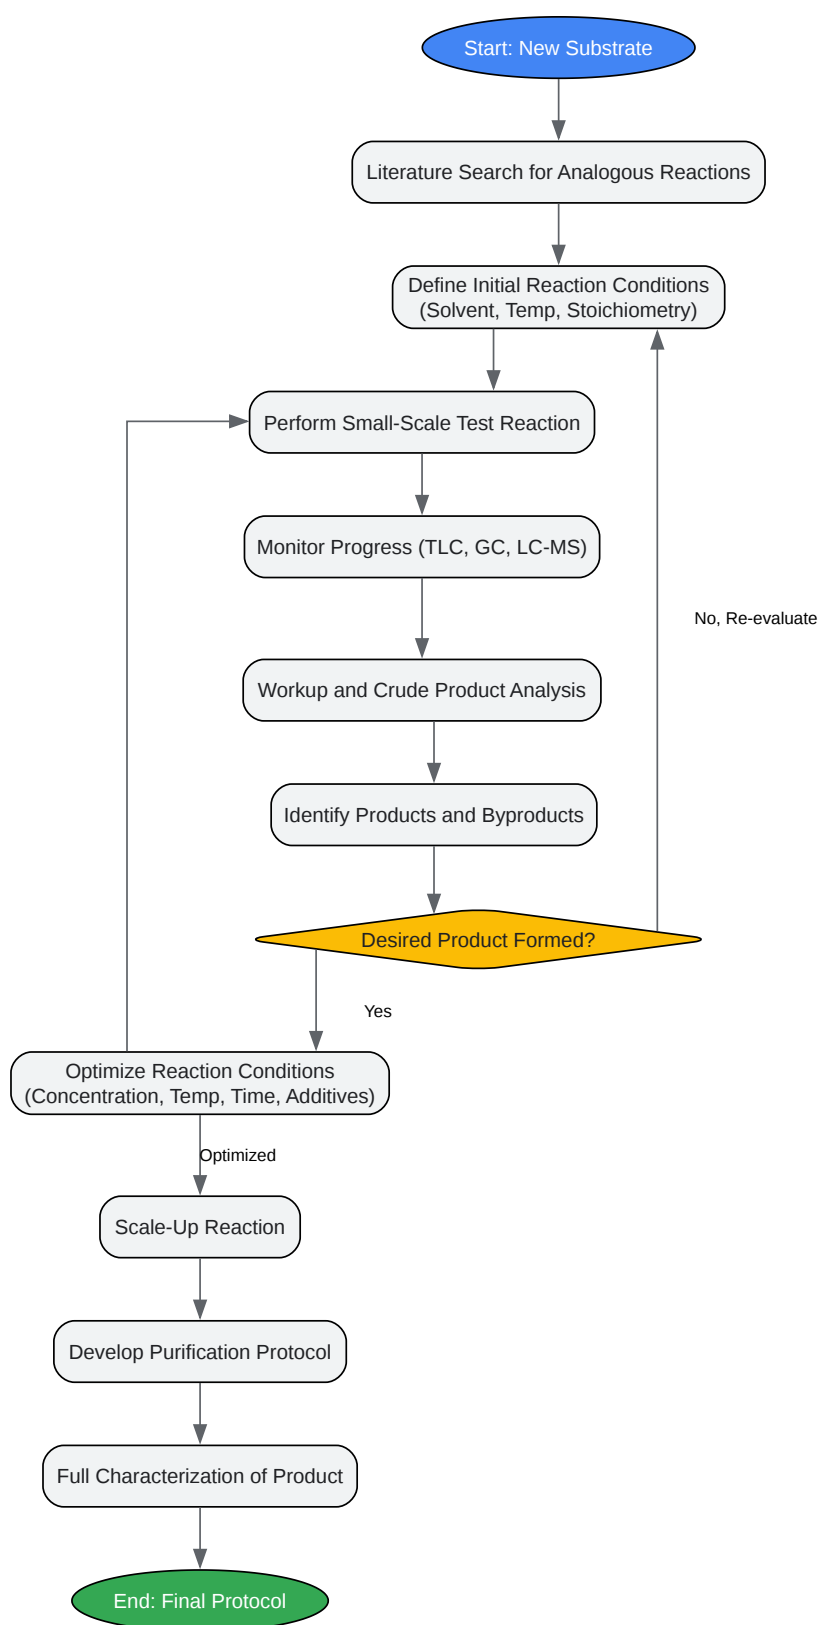 Start: New Substrate
Literature Search for Analogous Reactions
Define Initial Reaction Conditions
(Solvent, Temp, Stoichiometry)
Perform Small-Scale Test Reaction
Monitor Progress (TLC, GC, LC-MS)
No, Re-evaluate
Workup and Crude Product Analysis
Identify Products and Byproducts
Desired Product Formed?
Yes
Optimize Reaction Conditions
(Concentration, Temp, Time, Additives)
Optimized
Scale-Up Reaction
Develop Purification Protocol
Full Characterization of Product
End: Final Protocol